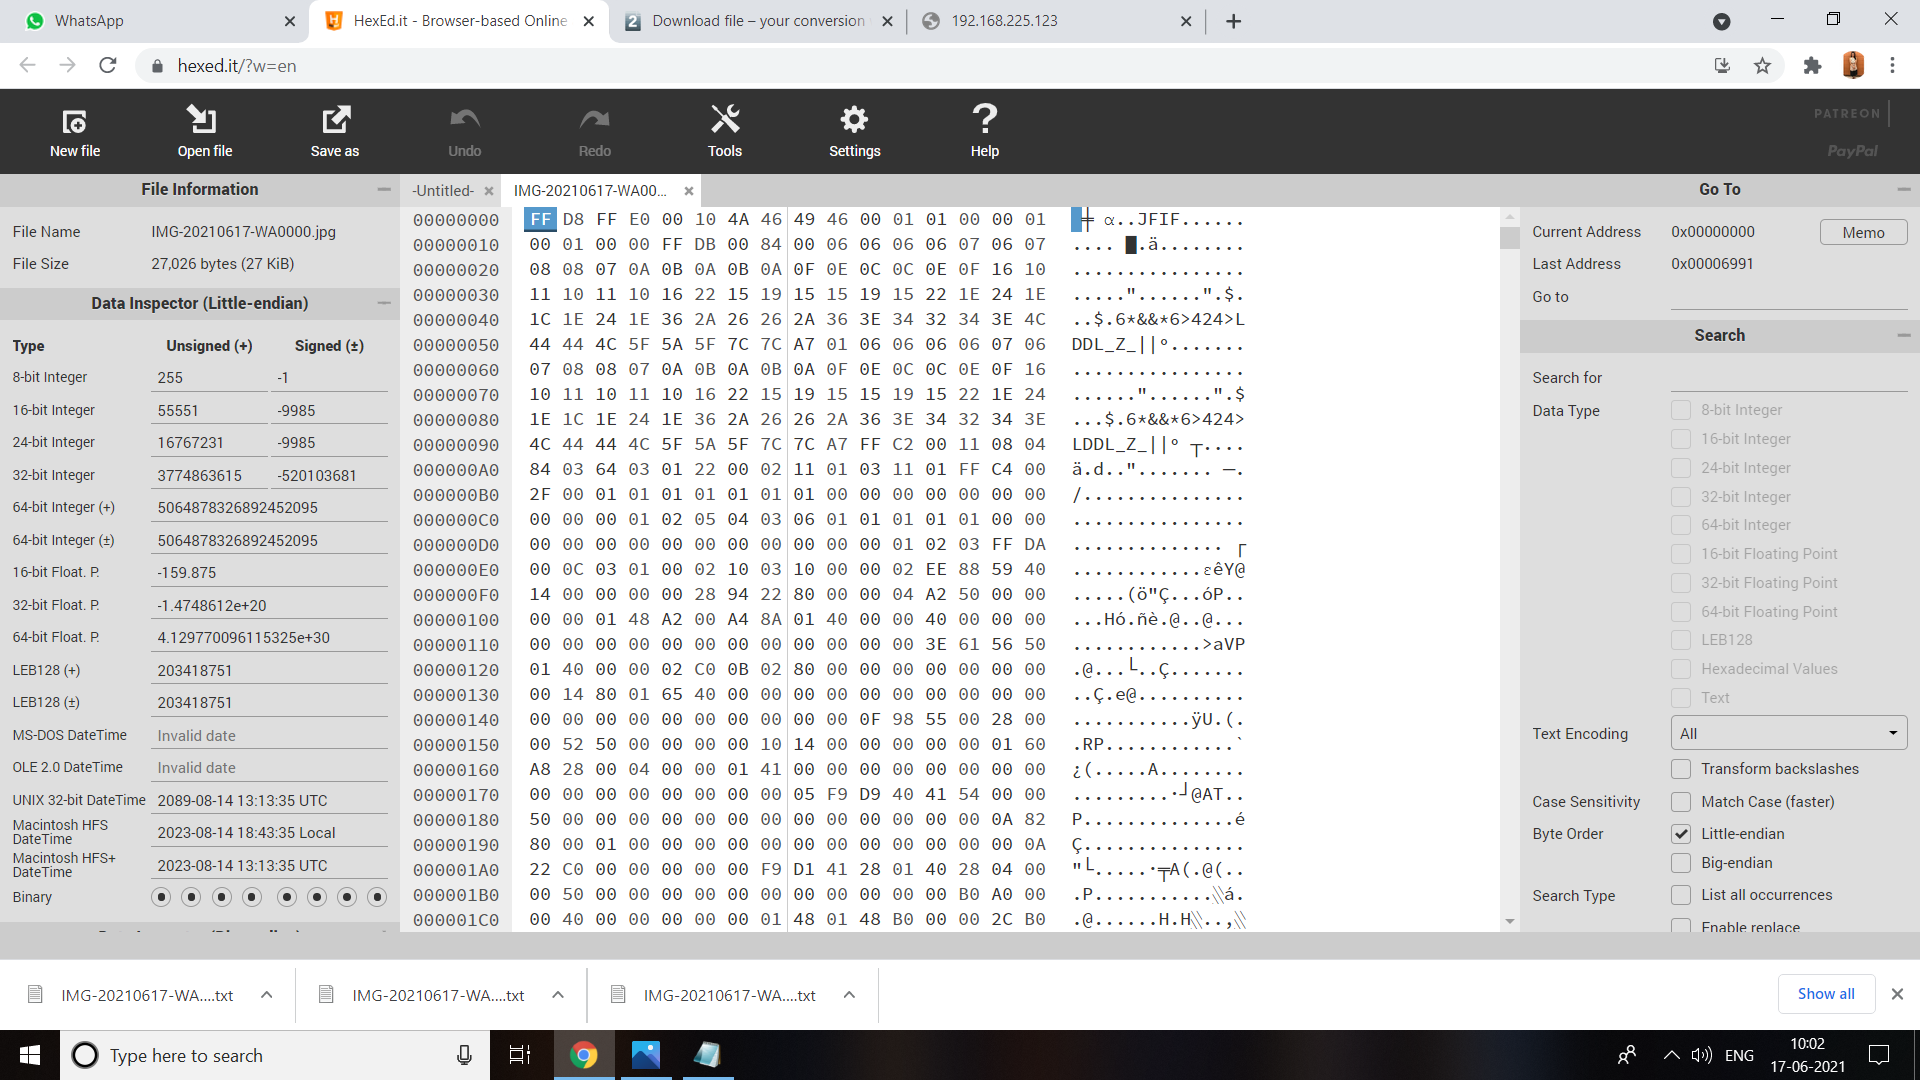 WhatsApp
HexEd.it - Browser-based Online
Download file – your conversion
192.168.225.123
hexed.it/?w=en
New file
Open file
Save as
Undo
Redo
Tools
Settings
Help
PATREON
PayPal
File Information
File Name IMG-20210617-WA0000.jpg
File Size 27,026 bytes (27 KiB)
Data Inspector (Little-endian)
Type Unsigned (+) Signed (±)
8-bit Integer 255 -1
16-bit Integer 55551 -9985
24-bit Integer 16767231 -9985
32-bit Integer 3774863615 -520103681
64-bit Integer (+) 5064878326892452095
64-bit Integer (±) 5064878326892452095
16-bit Float. P. -159.875
32-bit Float. P. -1.4748612e+20
64-bit Float. P. 4.129770096115325e+30
LEB128 (+) 203418751
LEB128 (±) 203418751
MS-DOS DateTime Invalid date
OLE 2.0 DateTime Invalid date
UNIX 32-bit DateTime 2089-08-14 13:13:35 UTC
Macintosh HFS DateTime 2023-08-14 18:43:35 Local
Macintosh HFS+ DateTime 2023-08-14 13:13:35 UTC
Binary
-Untitled-
IMG-20210617-WA00...
00000000 FF D8 FF E0 00 10 4A 46 49 46 00 01 01 00 00 01 ╪ α..JFIF......
00000010 00 01 00 00 FF DB 00 84 00 06 06 06 06 07 06 07 .... █.ä........
00000020 08 08 07 0A 0B 0A 0B 0A 0F 0E 0C 0C 0E 0F 16 10 ................
00000030 11 10 11 10 16 22 15 19 15 15 19 15 22 1E 24 1E ....."......".$.
00000040 1C 1E 24 1E 36 2A 26 26 2A 36 3E 34 32 34 3E 4C ..$.6*&&*6>424>L
00000050 44 44 4C 5F 5A 5F 7C 7C A7 01 06 06 06 06 07 06 DDL_Z_||º.......
00000060 07 08 08 07 0A 0B 0A 0B 0A 0F 0E 0C 0C 0E 0F 16 ................
00000070 10 11 10 11 10 16 22 15 19 15 15 19 15 22 1E 24 ......"......".$
00000080 1E 1C 1E 24 1E 36 2A 26 26 2A 36 3E 34 32 34 3E ...$.6*&&*6>424>
00000090 4C 44 44 4C 5F 5A 5F 7C 7C A7 FF C2 00 11 08 04 LDDL_Z_||º ┬....
000000A0 84 03 64 03 01 22 00 02 11 01 03 11 01 FF C4 00 ä.d.."....... ─.
000000B0 2F 00 01 01 01 01 01 01 01 00 00 00 00 00 00 00 /...............
000000C0 00 00 00 01 02 05 04 03 06 01 01 01 01 01 00 00 ................
000000D0 00 00 00 00 00 00 00 00 00 00 00 01 02 03 FF DA .............. ┌
000000E0 00 0C 03 01 00 02 10 03 10 00 00 02 EE 88 59 40 ............εêY@
000000F0 14 00 00 00 00 28 94 22 80 00 00 04 A2 50 00 00 .....(ö"Ç...óP..
00000100 00 00 01 48 A2 00 A4 8A 01 40 00 00 40 00 00 00 ...Hó.ñè.@..@...
00000110 00 00 00 00 00 00 00 00 00 00 00 00 3E 61 56 50 ............>aVP
00000120 01 40 00 00 02 C0 0B 02 80 00 00 00 00 00 00 00 .@...└..Ç.......
00000130 00 14 80 01 65 40 00 00 00 00 00 00 00 00 00 00 ..Ç.e@..........
00000140 00 00 00 00 00 00 00 00 00 00 0F 98 55 00 28 00 ...........ÿU.(.
00000150 00 52 50 00 00 00 00 10 14 00 00 00 00 00 01 60 .RP............`
00000160 A8 28 00 04 00 00 01 41 00 00 00 00 00 00 00 00 ¿(.....A........
00000170 00 00 00 00 00 00 00 00 00 05 F9 D9 40 41 54 00 00 ..........·┘@AT..
00000180 50 00 00 00 00 00 00 00 00 00 00 00 00 00 0A 82 P..............é
00000190 80 00 01 00 00 00 00 00 00 00 00 00 00 00 00 0A Ç...............
000001A0 22 C0 00 00 00 00 00 F9 D1 41 28 01 40 28 04 00 "└.....·╤A(.@(..
000001B0 00 50 00 00 00 00 00 00 00 00 00 00 00 B0 A0 00 .P...........░á.
000001C0 00 40 00 00 00 00 00 01 48 01 48 B0 00 00 2C B0 .@......H.H░..,░
Go To
Current Address 0x00000000 Memo
Last Address 0x00006991
Go to
Search
Search for
Data Type 8-bit Integer
16-bit Integer
24-bit Integer
32-bit Integer
64-bit Integer
16-bit Floating Point
32-bit Floating Point
64-bit Floating Point
LEB128
Hexadecimal Values
Text
Text Encoding All
Transform backslashes
Case Sensitivity Match Case (faster)
Byte Order Little-endian
Big-endian
Search Type List all occurrences
Enable replace
IMG-20210617-WA....txt
IMG-20210617-WA....txt
IMG-20210617-WA....txt
Show all
Type here to search
ENG
10:02
17-06-2021